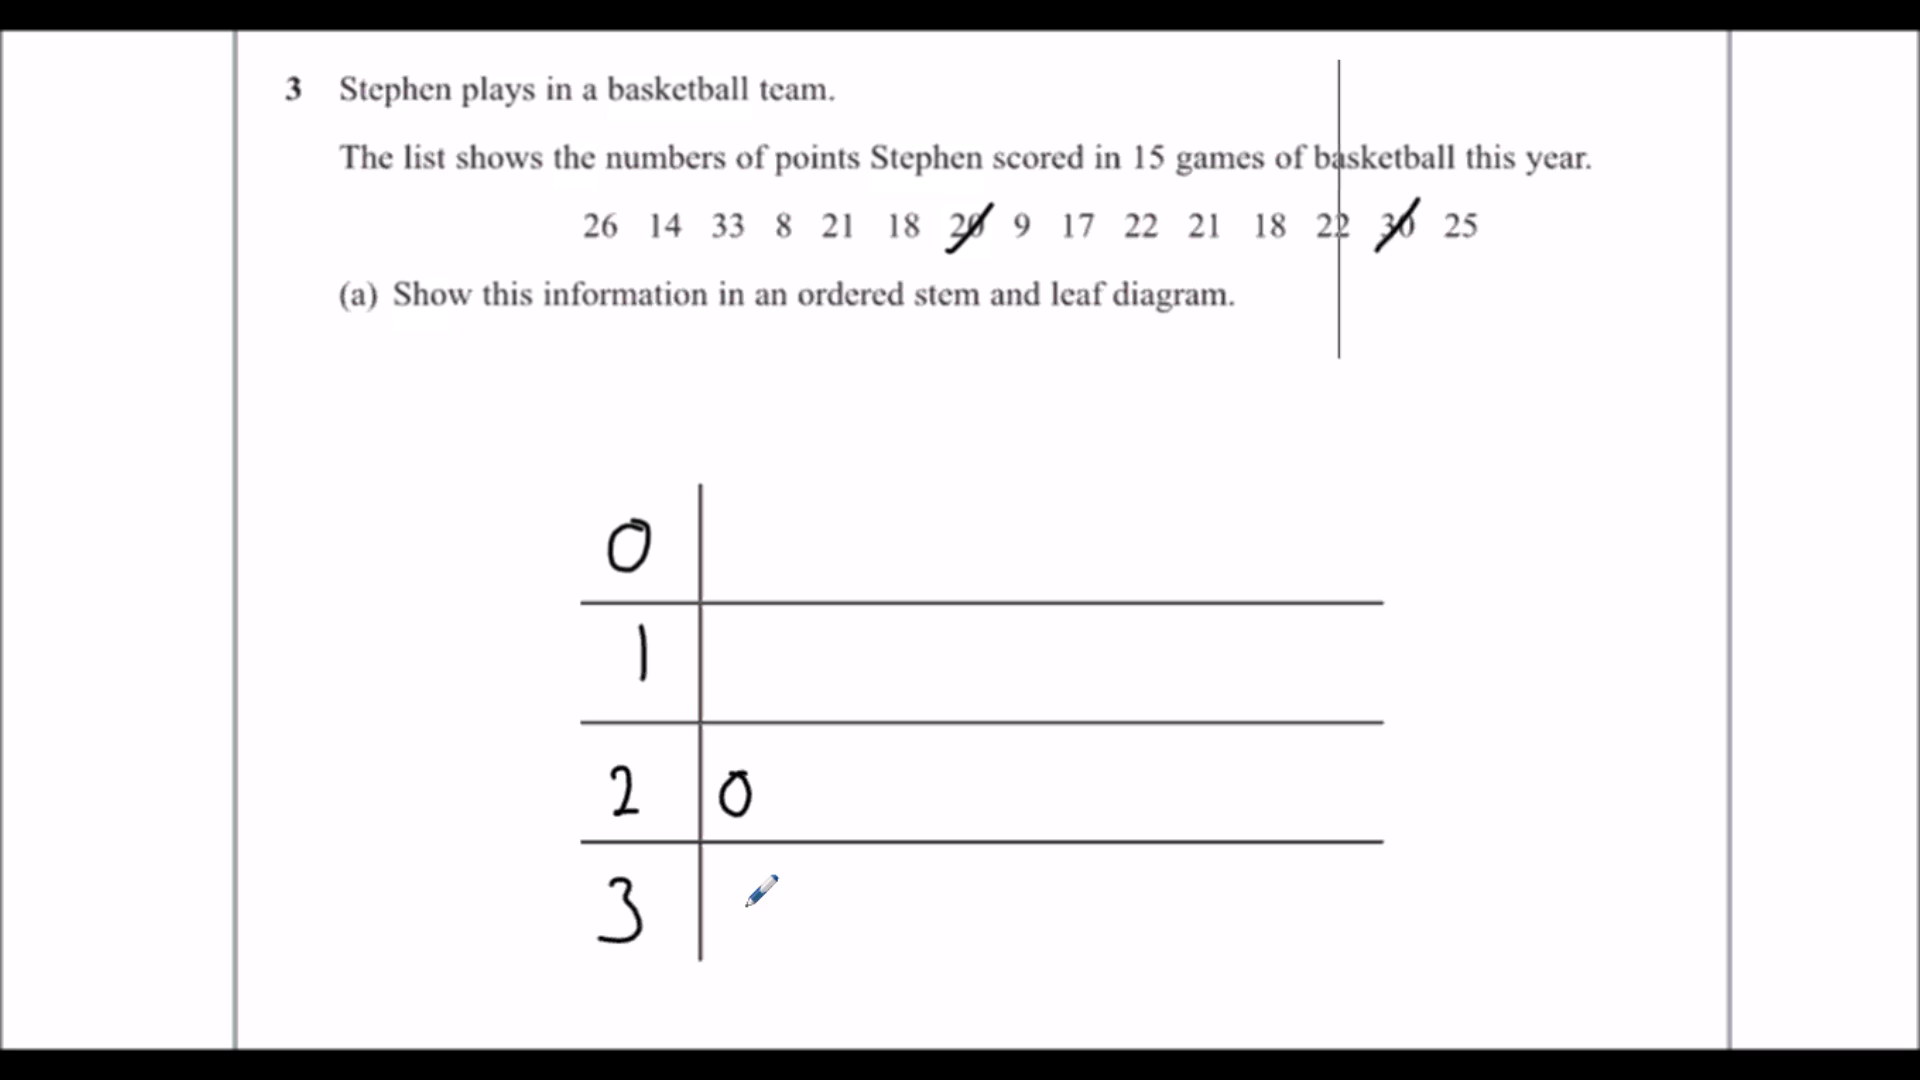 3 Stephen plays in a basketball team.
The list shows the numbers of points Stephen scored in 15 games of basketball this year.
26 14 33 8 21 18 20 9 17 22 21 18 22 30 25
(a) Show this information in an ordered stem and leaf diagram.
0
1
2 0
3